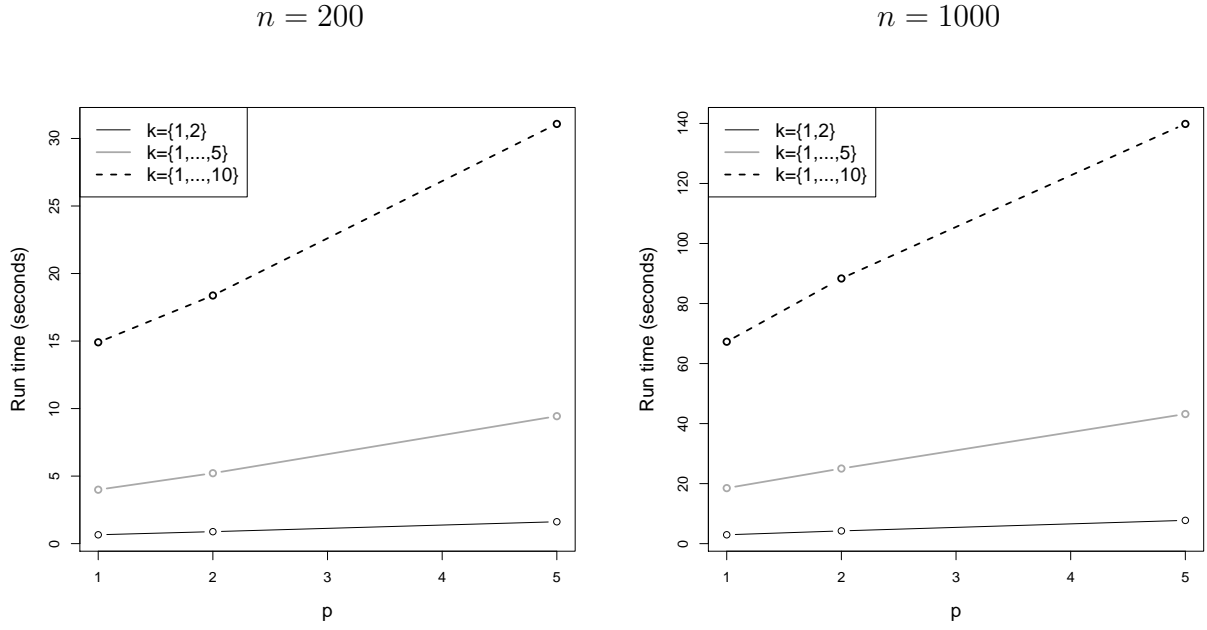 n = 200
k={1,2}
k={1,...,5}
k={1,...,10}
Run time (seconds)
0
5
10
15
20
25
30
1 2 3 4 5
p
n = 1000
k={1,2}
k={1,...,5}
k={1,...,10}
Run time (seconds)
0
20
40
60
80
100
120
140
1 2 3 4 5
p